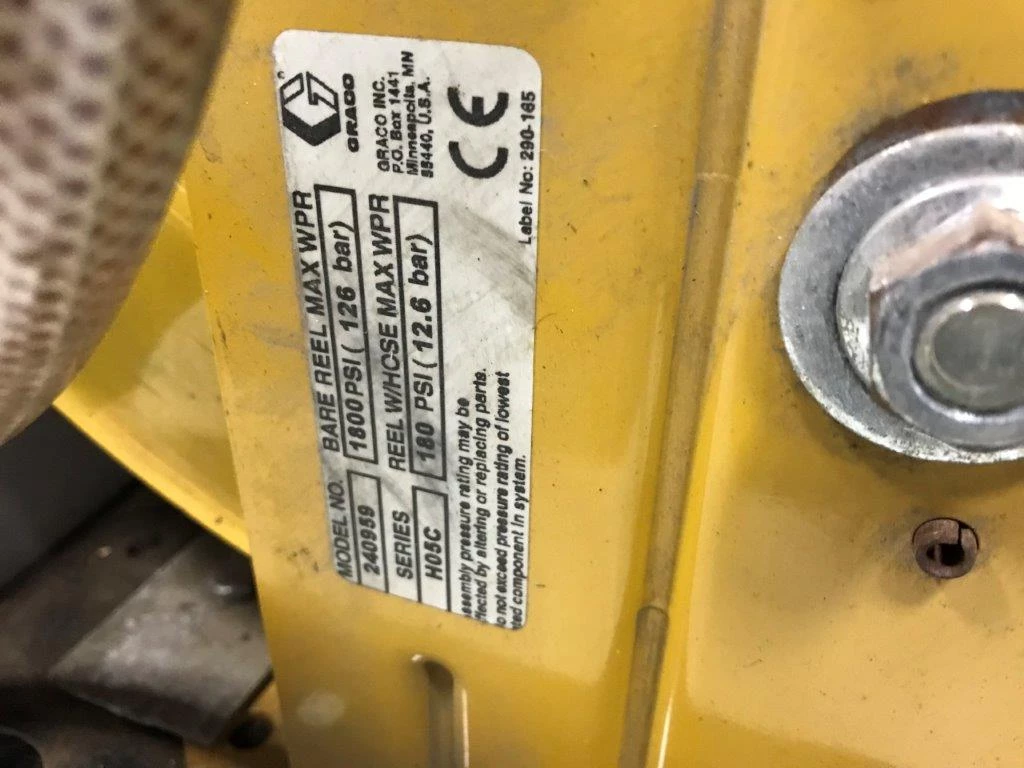 GRACO
GRACO INC.
P.O. Box 1441
Minneapolis, MN
55440, U.S.A.
CE
Label No: 290-165
MODEL NO.
240959
BARE REEL MAX WPR
1800 PSI ( 126 bar)
SERIES
H05C
REEL W/HOSE MAX WPR
180 PSI (12.6 bar)
assembly pressure rating may be
ffected by altering or replacing parts.
o not exceed pressure rating of lowest
ted component in system.